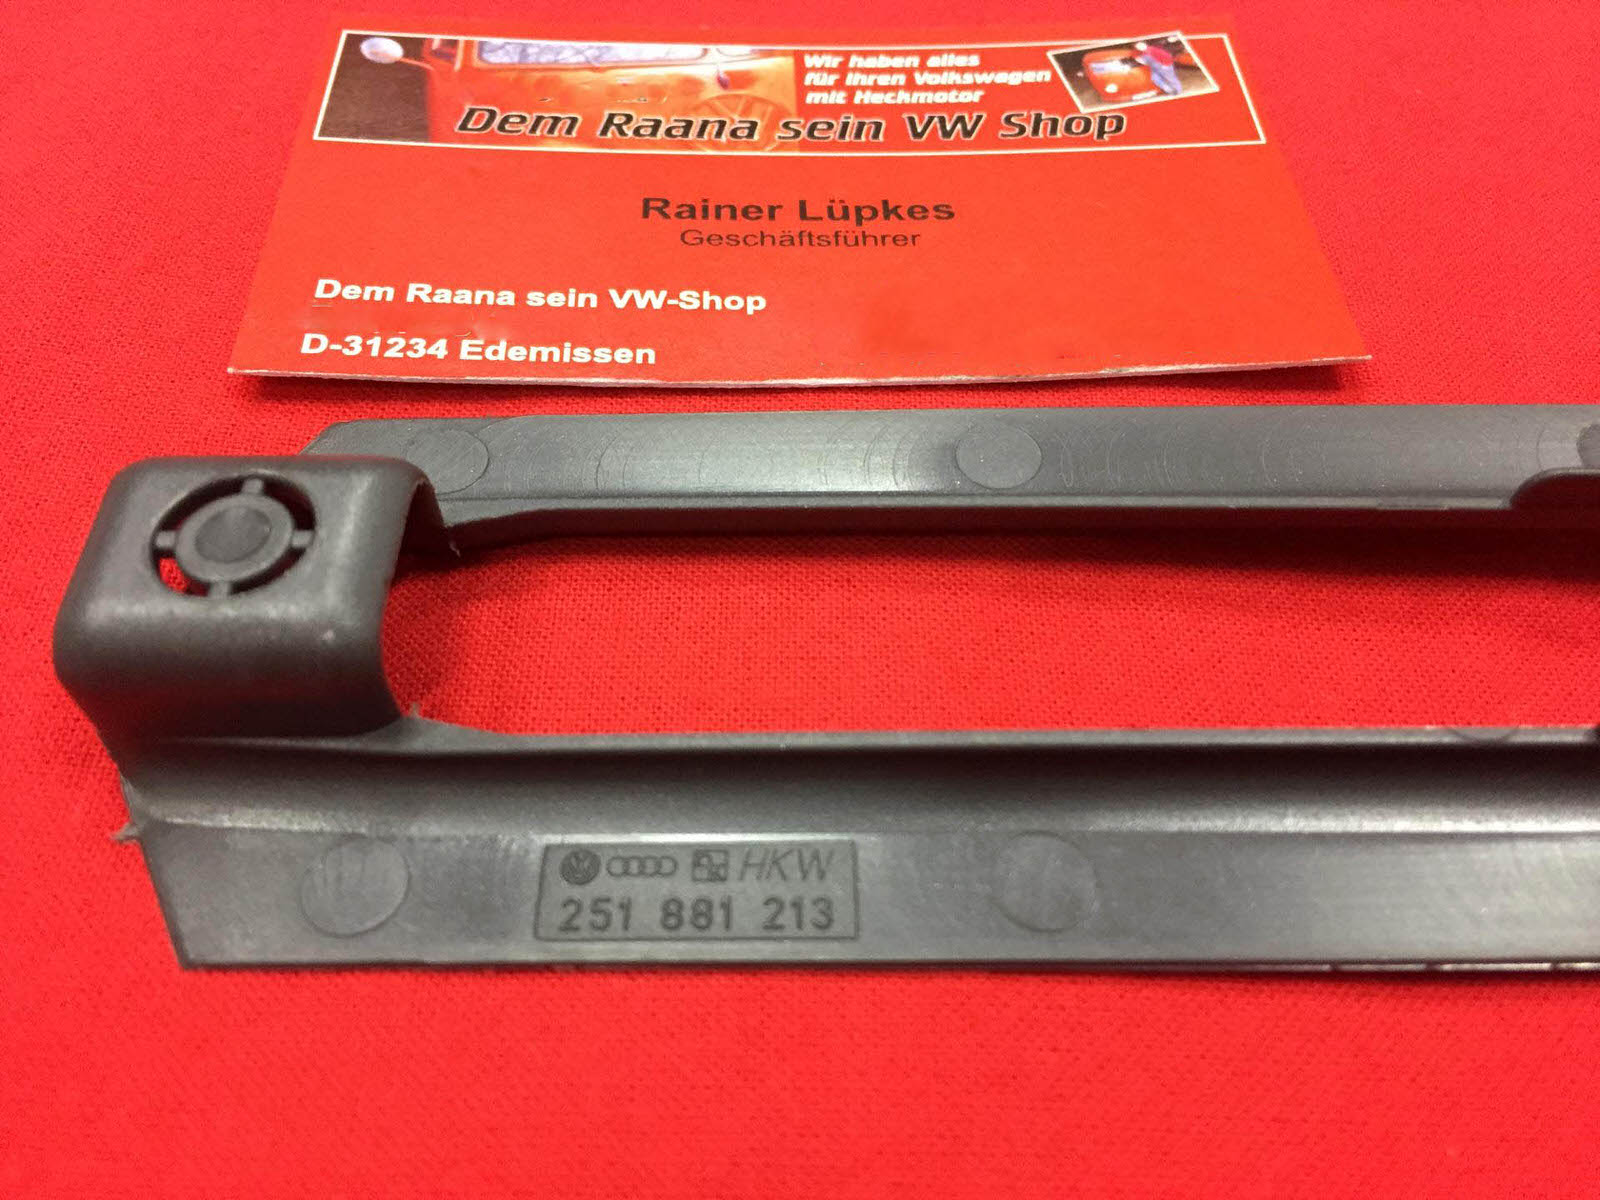 Wir haben alles
für Ihren Volkswagen
mit Heckmotor
Dem Raana sein VW Shop
Rainer Lüpkes
Geschäftsführer
Dem Raana sein VW-Shop
D-31234 Edemissen
HKW
251 881 213